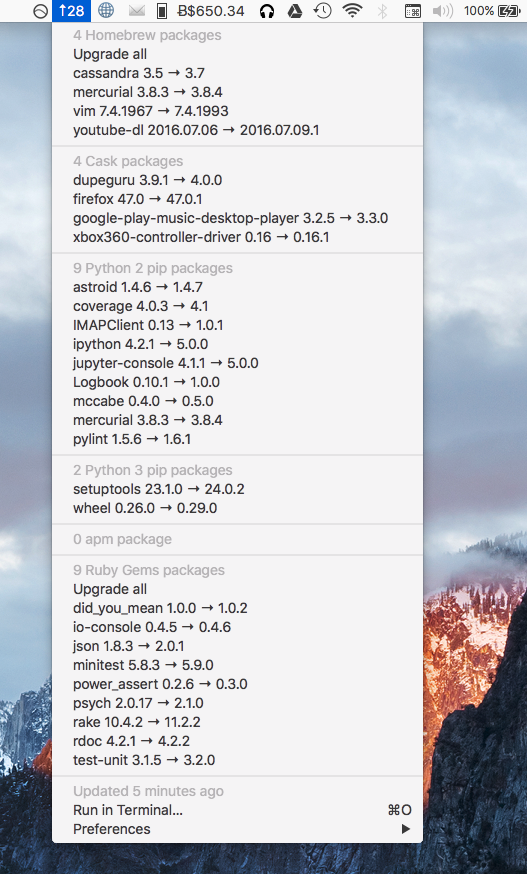 ↑28 Ƀ$650.34 100%
4 Homebrew packages
Upgrade all
cassandra 3.5 → 3.7
mercurial 3.8.3 → 3.8.4
vim 7.4.1967 → 7.4.1993
youtube-dl 2016.07.06 → 2016.07.09.1
4 Cask packages
dupeguru 3.9.1 → 4.0.0
firefox 47.0 → 47.0.1
google-play-music-desktop-player 3.2.5 → 3.3.0
xbox360-controller-driver 0.16 → 0.16.1
9 Python 2 pip packages
astroid 1.4.6 → 1.4.7
coverage 4.0.3 → 4.1
IMAPClient 0.13 → 1.0.1
ipython 4.2.1 → 5.0.0
jupyter-console 4.1.1 → 5.0.0
Logbook 0.10.1 → 1.0.0
mccabe 0.4.0 → 0.5.0
mercurial 3.8.3 → 3.8.4
pylint 1.5.6 → 1.6.1
2 Python 3 pip packages
setuptools 23.1.0 → 24.0.2
wheel 0.26.0 → 0.29.0
0 apm package
9 Ruby Gems packages
Upgrade all
did_you_mean 1.0.0 → 1.0.2
io-console 0.4.5 → 0.4.6
json 1.8.3 → 2.0.1
minitest 5.8.3 → 5.9.0
power_assert 0.2.6 → 0.3.0
psych 2.0.17 → 2.1.0
rake 10.4.2 → 11.2.2
rdoc 4.2.1 → 4.2.2
test-unit 3.1.5 → 3.2.0
Updated 5 minutes ago
Run in Terminal... ⌘O
Preferences ▶